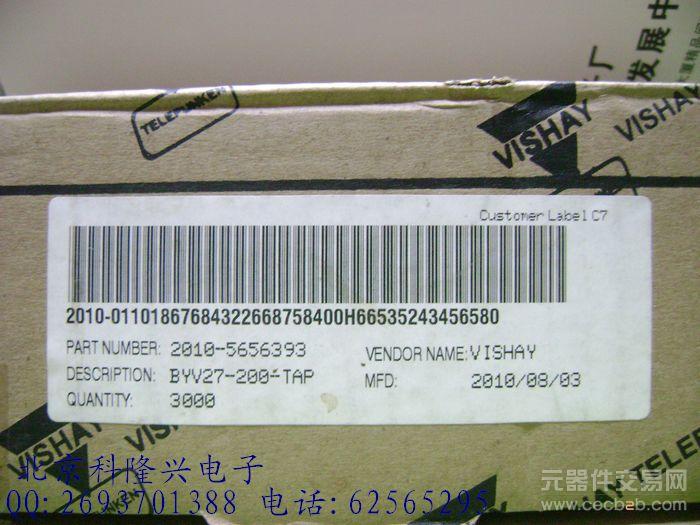 厂
发展中
TELEFUNKEN
VISHAY
Customer Label C7
2010-01101867684322668758400H66535243456580
PART NUMBER: 2010-5656393
VENDOR NAME: VISHAY
DESCRIPTION: BYV27-200-TAP
MFD: 2010/08/03
QUANTITY: 3000
VISHAY
北京科隆兴电子
QQ:2693701388 电话:62565295
元器件交易网
www.cecb2b.com